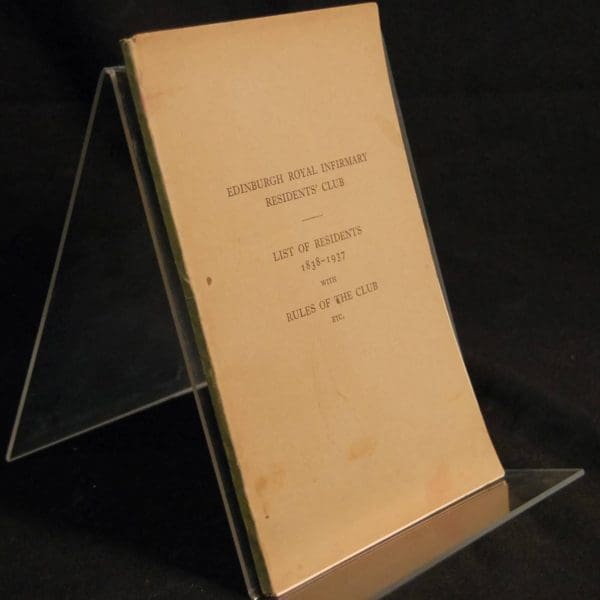 EDINBURGH ROYAL INFIRMARY
RESIDENTS' CLUB
LIST OF RESIDENTS
1838–1937
WITH
RULES OF THE CLUB
ETC.